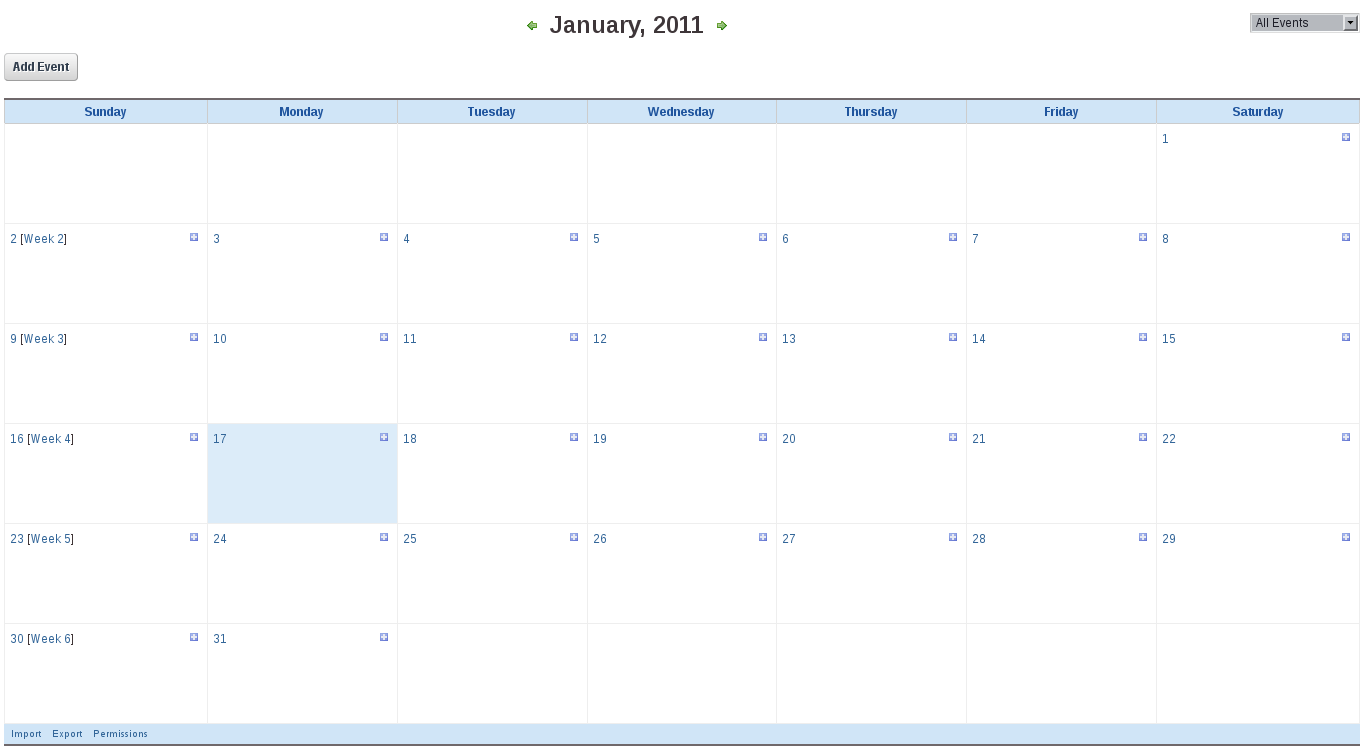 January, 2011
All Events
Add Event
Sunday Monday Tuesday Wednesday Thursday Friday Saturday
1
2 [Week 2] 3 4 5 6 7 8
9 [Week 3] 10 11 12 13 14 15
16 [Week 4] 17 18 19 20 21 22
23 [Week 5] 24 25 26 27 28 29
30 [Week 6] 31
Import Export Permissions